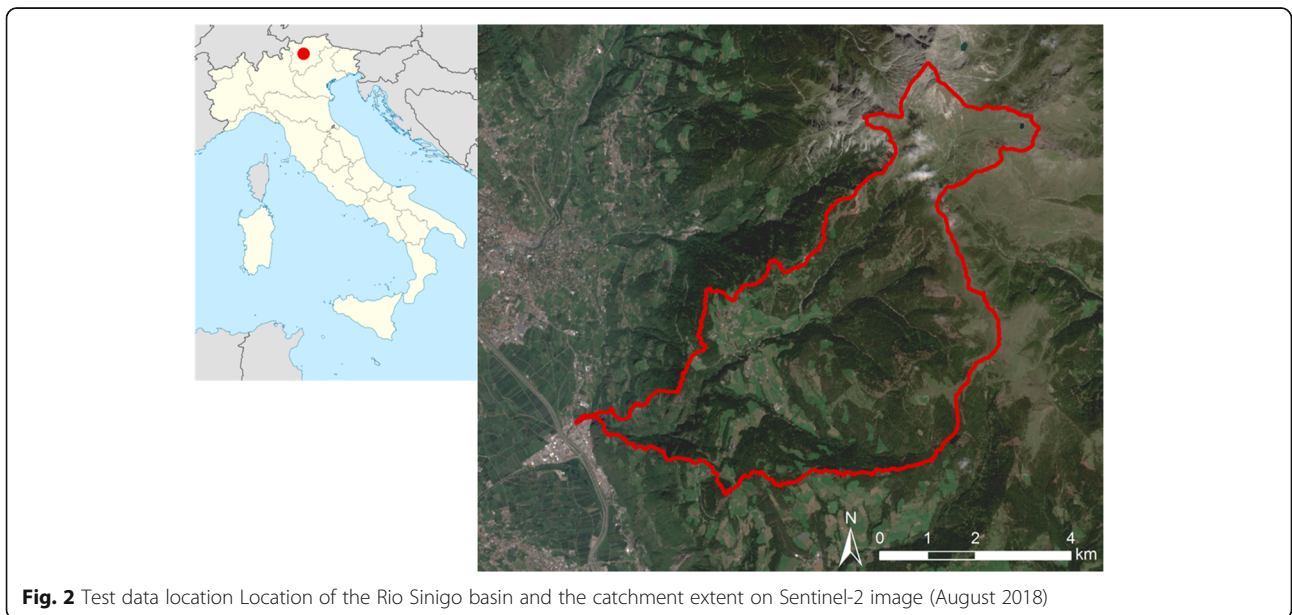 N
0 1 2 4
km
Fig. 2 Test data location Location of the Rio Sinigo basin and the catchment extent on Sentinel-2 image (August 2018)